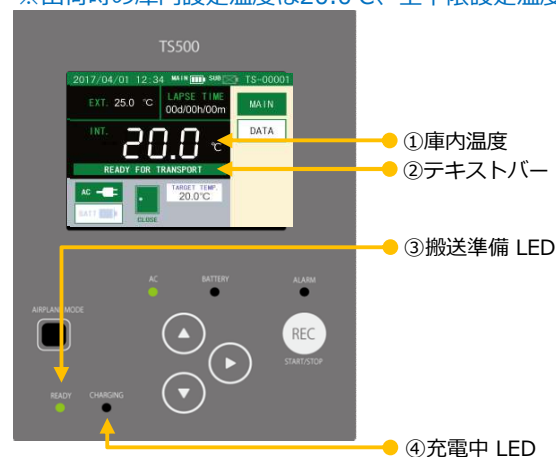 ※出荷時の庫内設定温度は20.0℃、上下限設定温度
TS500
2017/04/01 12:34 MAIN SUB TS-00001
EXT. 25.0 ℃ LAPSE TIME 00d/00h/00m MAIN
INT. 20.0 ℃ DATA
①庫内温度
READY FOR TRANSPORT
②テキストバー
AC
TARGET TEMP. 20.0℃
BATT
CLOSE
③搬送準備 LED
AC BATTERY ALARM
AIRPLANE MODE
REC
START/STOP
READY CHARGING
④充電中 LED